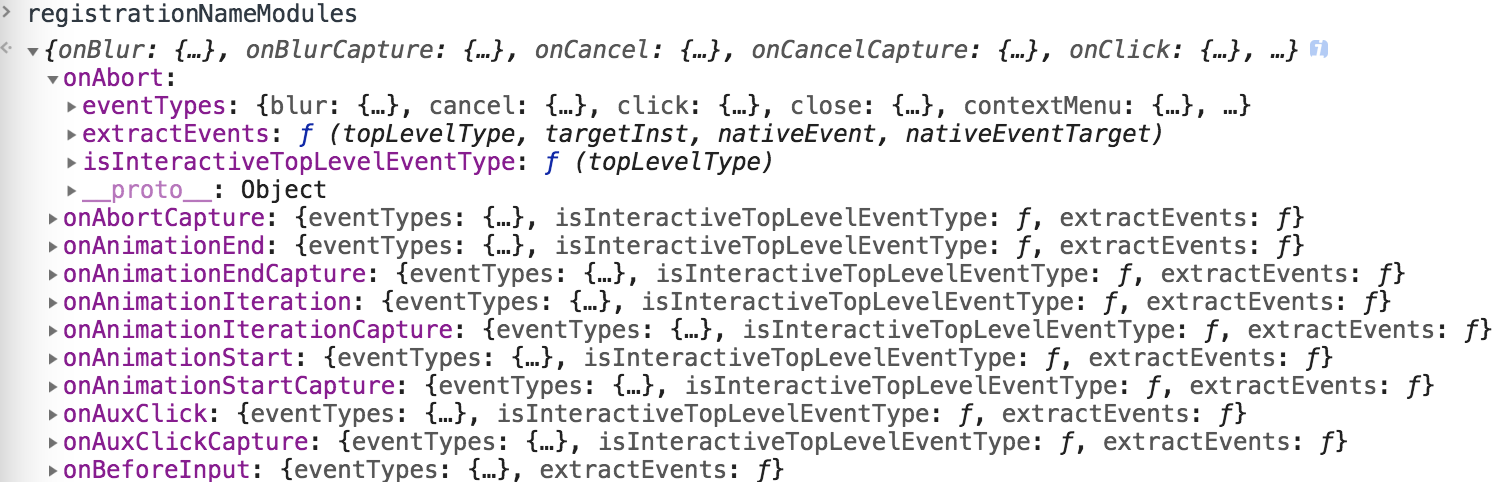 > registrationNameModules
{onBlur: {…}, onBlurCapture: {…}, onCancel: {…}, onCancelCapture: {…}, onClick: {…}, …} i
onAbort:
eventTypes: {blur: {…}, cancel: {…}, click: {…}, close: {…}, contextMenu: {…}, …}
extractEvents: ƒ (topLevelType, targetInst, nativeEvent, nativeEventTarget)
isInteractiveTopLevelEventType: ƒ (topLevelType)
__proto__: Object
onAbortCapture: {eventTypes: {…}, isInteractiveTopLevelEventType: ƒ, extractEvents: ƒ}
onAnimationEnd: {eventTypes: {…}, isInteractiveTopLevelEventType: ƒ, extractEvents: ƒ}
onAnimationEndCapture: {eventTypes: {…}, isInteractiveTopLevelEventType: ƒ, extractEvents: ƒ}
onAnimationIteration: {eventTypes: {…}, isInteractiveTopLevelEventType: ƒ, extractEvents: ƒ}
onAnimationIterationCapture: {eventTypes: {…}, isInteractiveTopLevelEventType: ƒ, extractEvents: ƒ}
onAnimationStart: {eventTypes: {…}, isInteractiveTopLevelEventType: ƒ, extractEvents: ƒ}
onAnimationStartCapture: {eventTypes: {…}, isInteractiveTopLevelEventType: ƒ, extractEvents: ƒ}
onAuxClick: {eventTypes: {…}, isInteractiveTopLevelEventType: ƒ, extractEvents: ƒ}
onAuxClickCapture: {eventTypes: {…}, isInteractiveTopLevelEventType: ƒ, extractEvents: ƒ}
onBeforeInput: {eventTypes: {…}, extractEvents: ƒ}